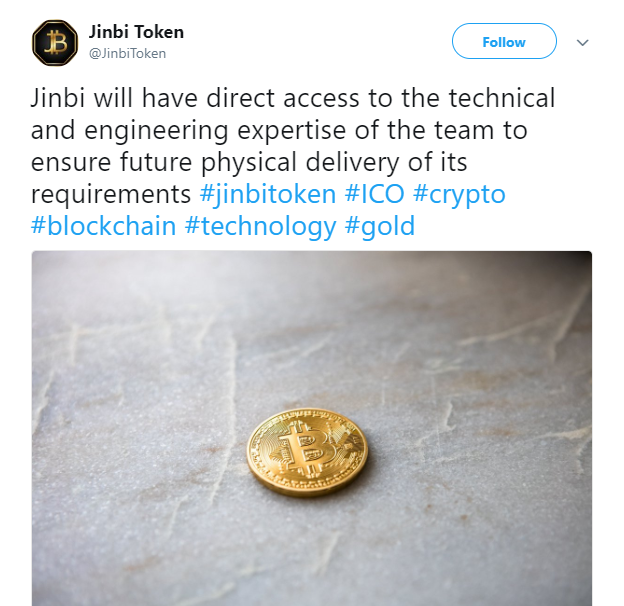 Jinbi Token
@JinbiToken
Follow
Jinbi will have direct access to the technical
and engineering expertise of the team to
ensure future physical delivery of its
requirements #jinbitoken #ICO #crypto
#blockchain #technology #gold